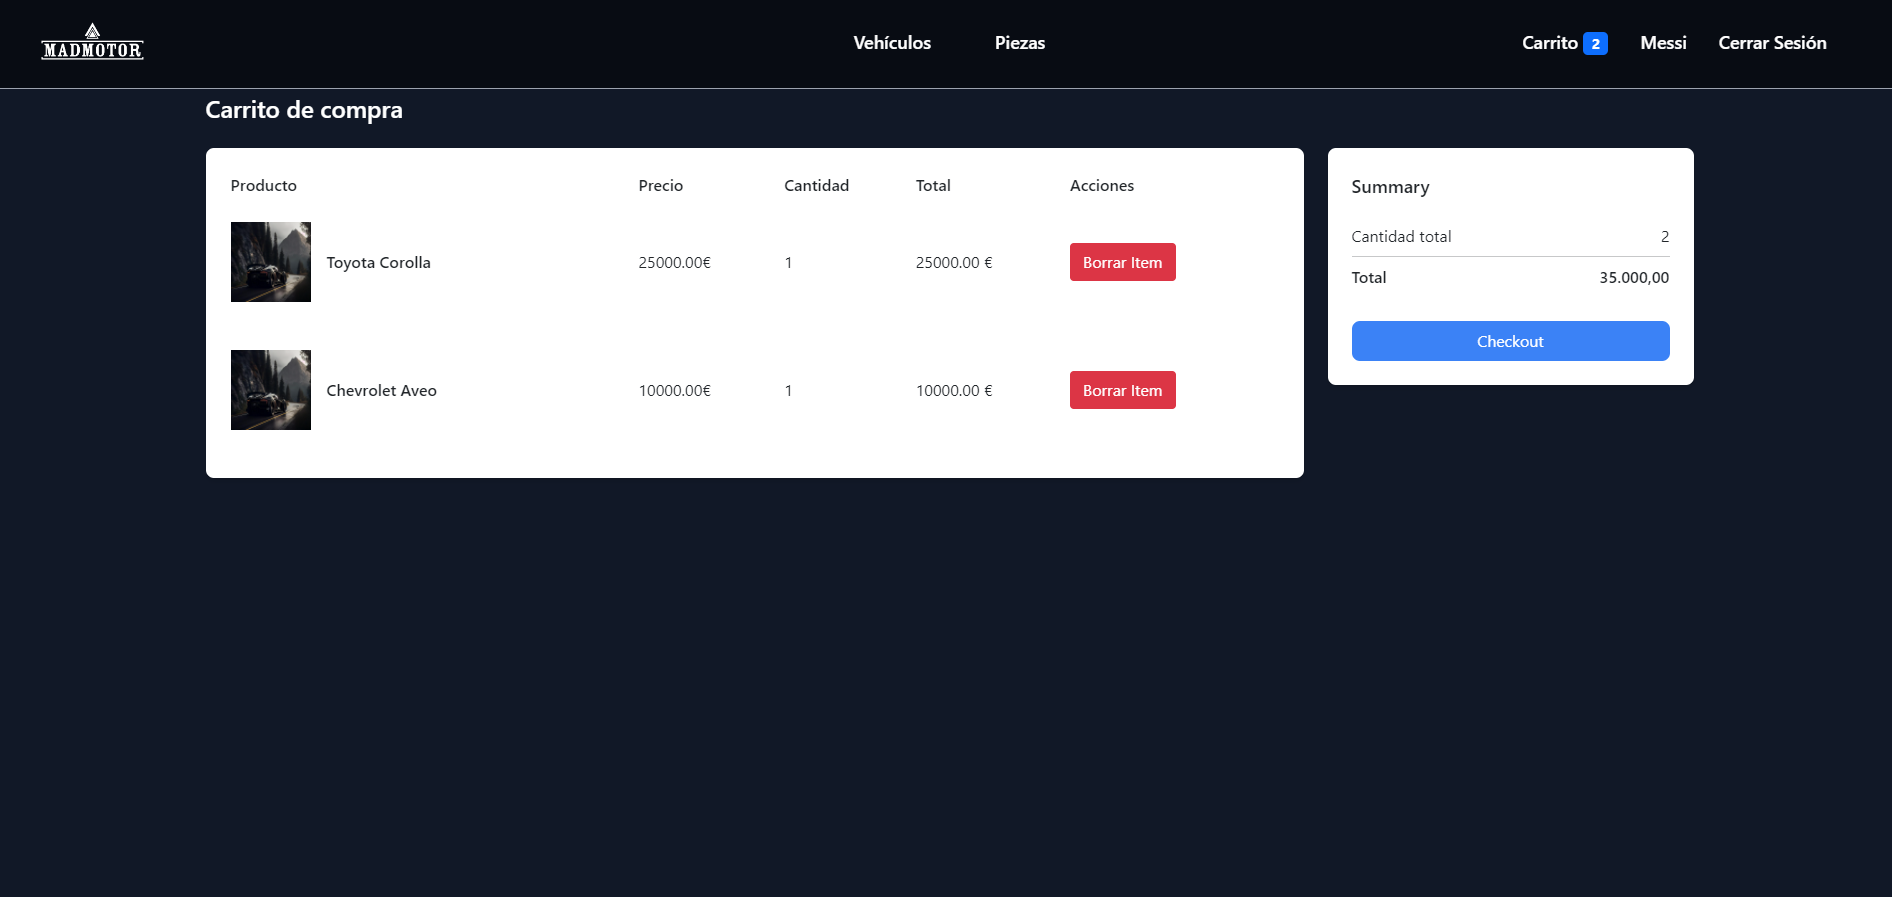 MADMOTOR
Vehículos Piezas
Carrito 2 Messi Cerrar Sesión
Carrito de compra
Producto Precio Cantidad Total Acciones
Toyota Corolla 25000.00€ 1 25000.00 € Borrar Item
Chevrolet Aveo 10000.00€ 1 10000.00 € Borrar Item
Summary
Cantidad total 2
Total 35.000,00
Checkout